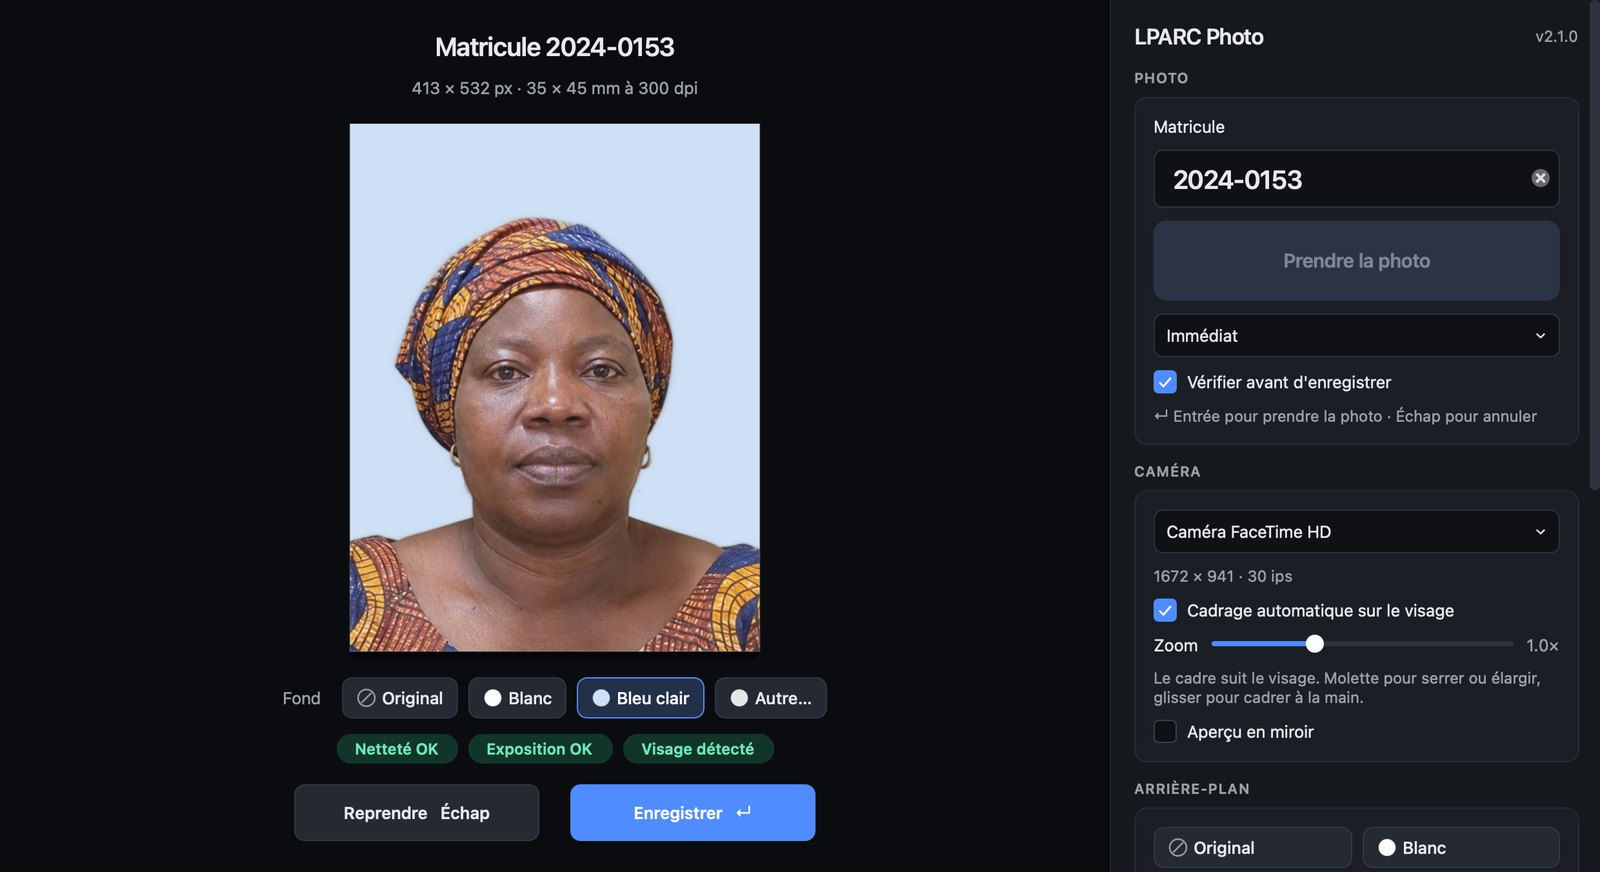 Matricule 2024-0153
413 × 532 px · 35 × 45 mm à 300 dpi
Fond
Original
Blanc
Bleu clair
Autre...
Netteté OK
Exposition OK
Visage détecté
Reprendre Échap
Enregistrer ↵
LPARC Photo
v2.1.0
PHOTO
Matricule
2024-0153
Prendre la photo
Immédiat
Vérifier avant d'enregistrer
↵ Entrée pour prendre la photo · Échap pour annuler
CAMÉRA
Caméra FaceTime HD
1672 × 941 · 30 ips
Cadrage automatique sur le visage
Zoom
1.0×
Le cadre suit le visage. Molette pour serrer ou élargir,
glisser pour cadrer à la main.
Aperçu en miroir
ARRIÈRE-PLAN
Original
Blanc